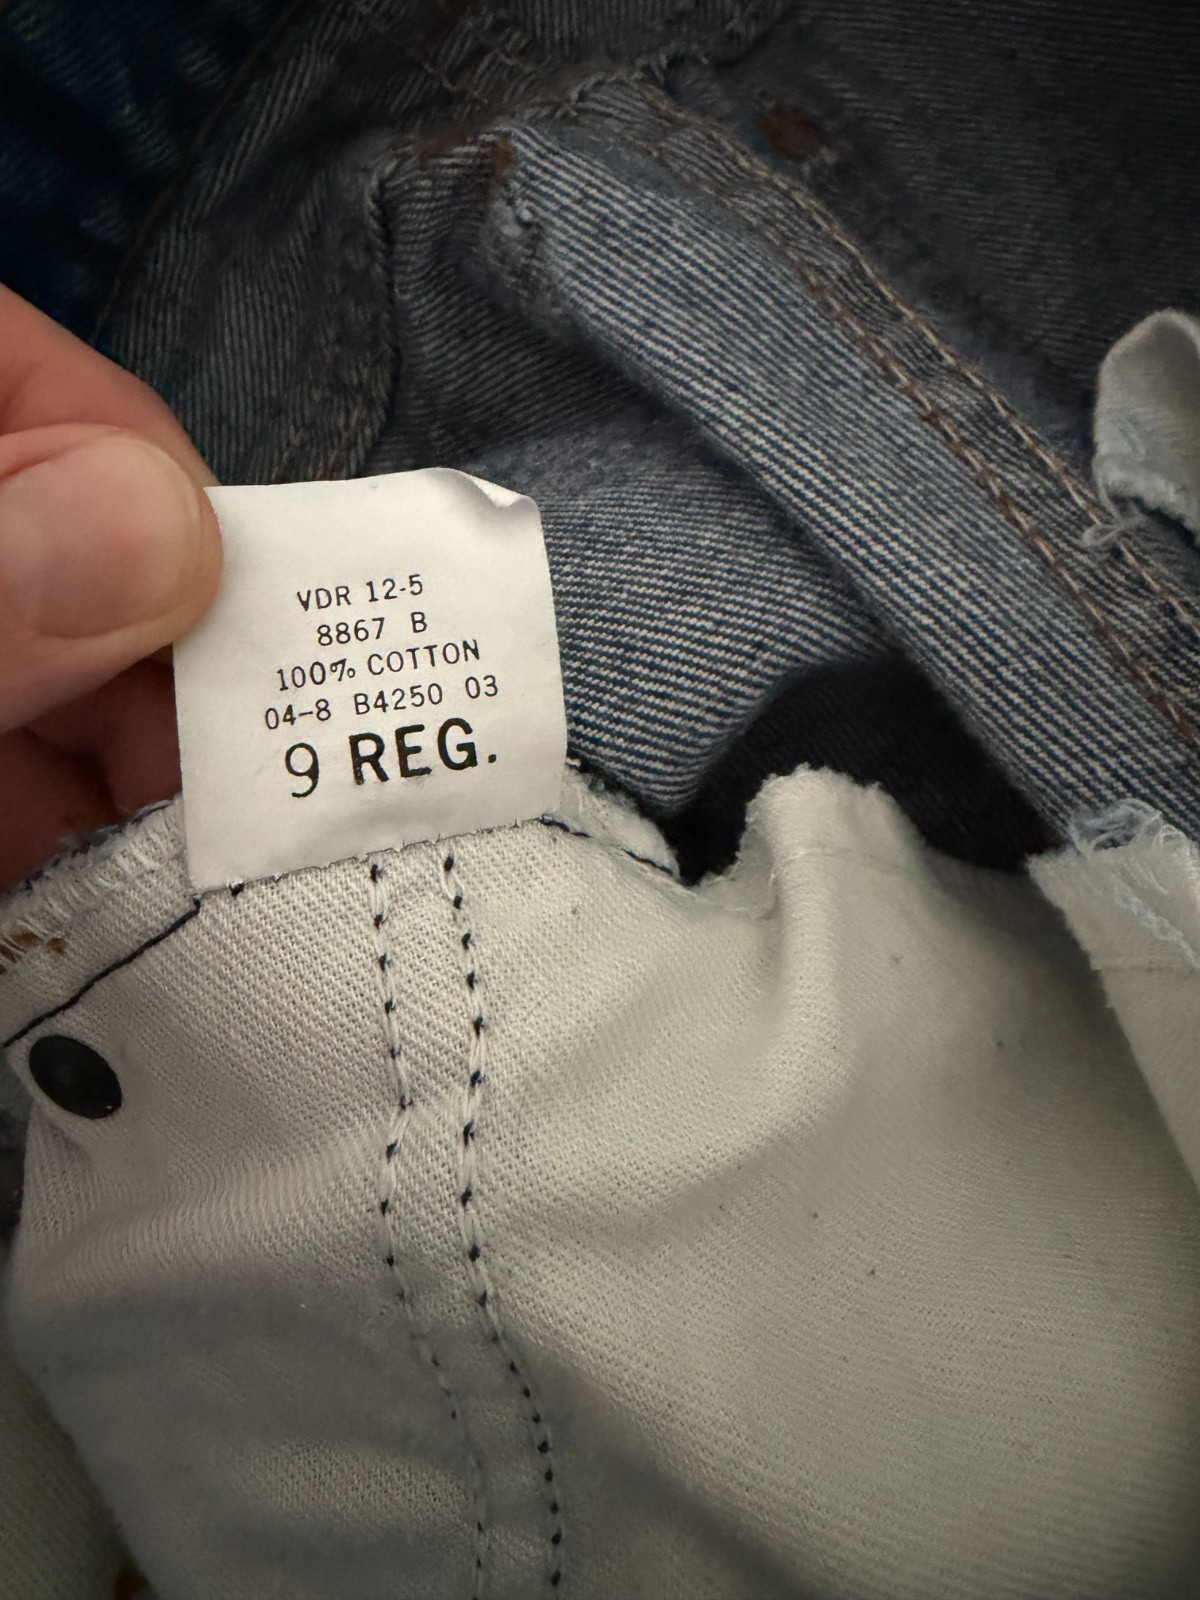 VDR 12-5
8867 B
100% COTTON
04-8 B4250 03
9 REG.